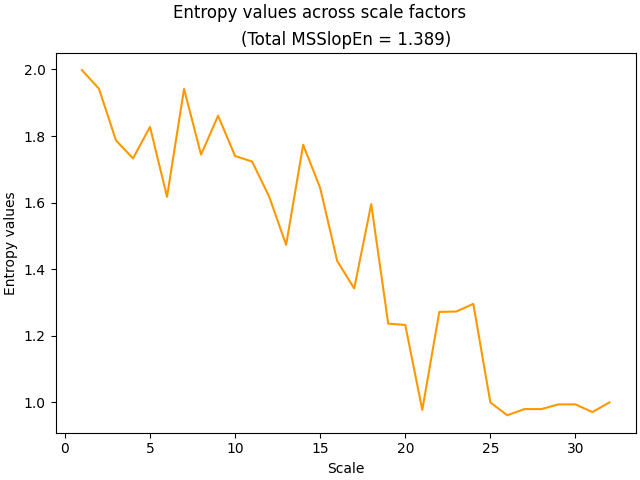 Entropy values across scale factors
(Total MSSlopEn = 1.389)
2.0
1.8
1.6
1.4
1.2
1.0
Entropy values
0 5 10 15 20 25 30
Scale